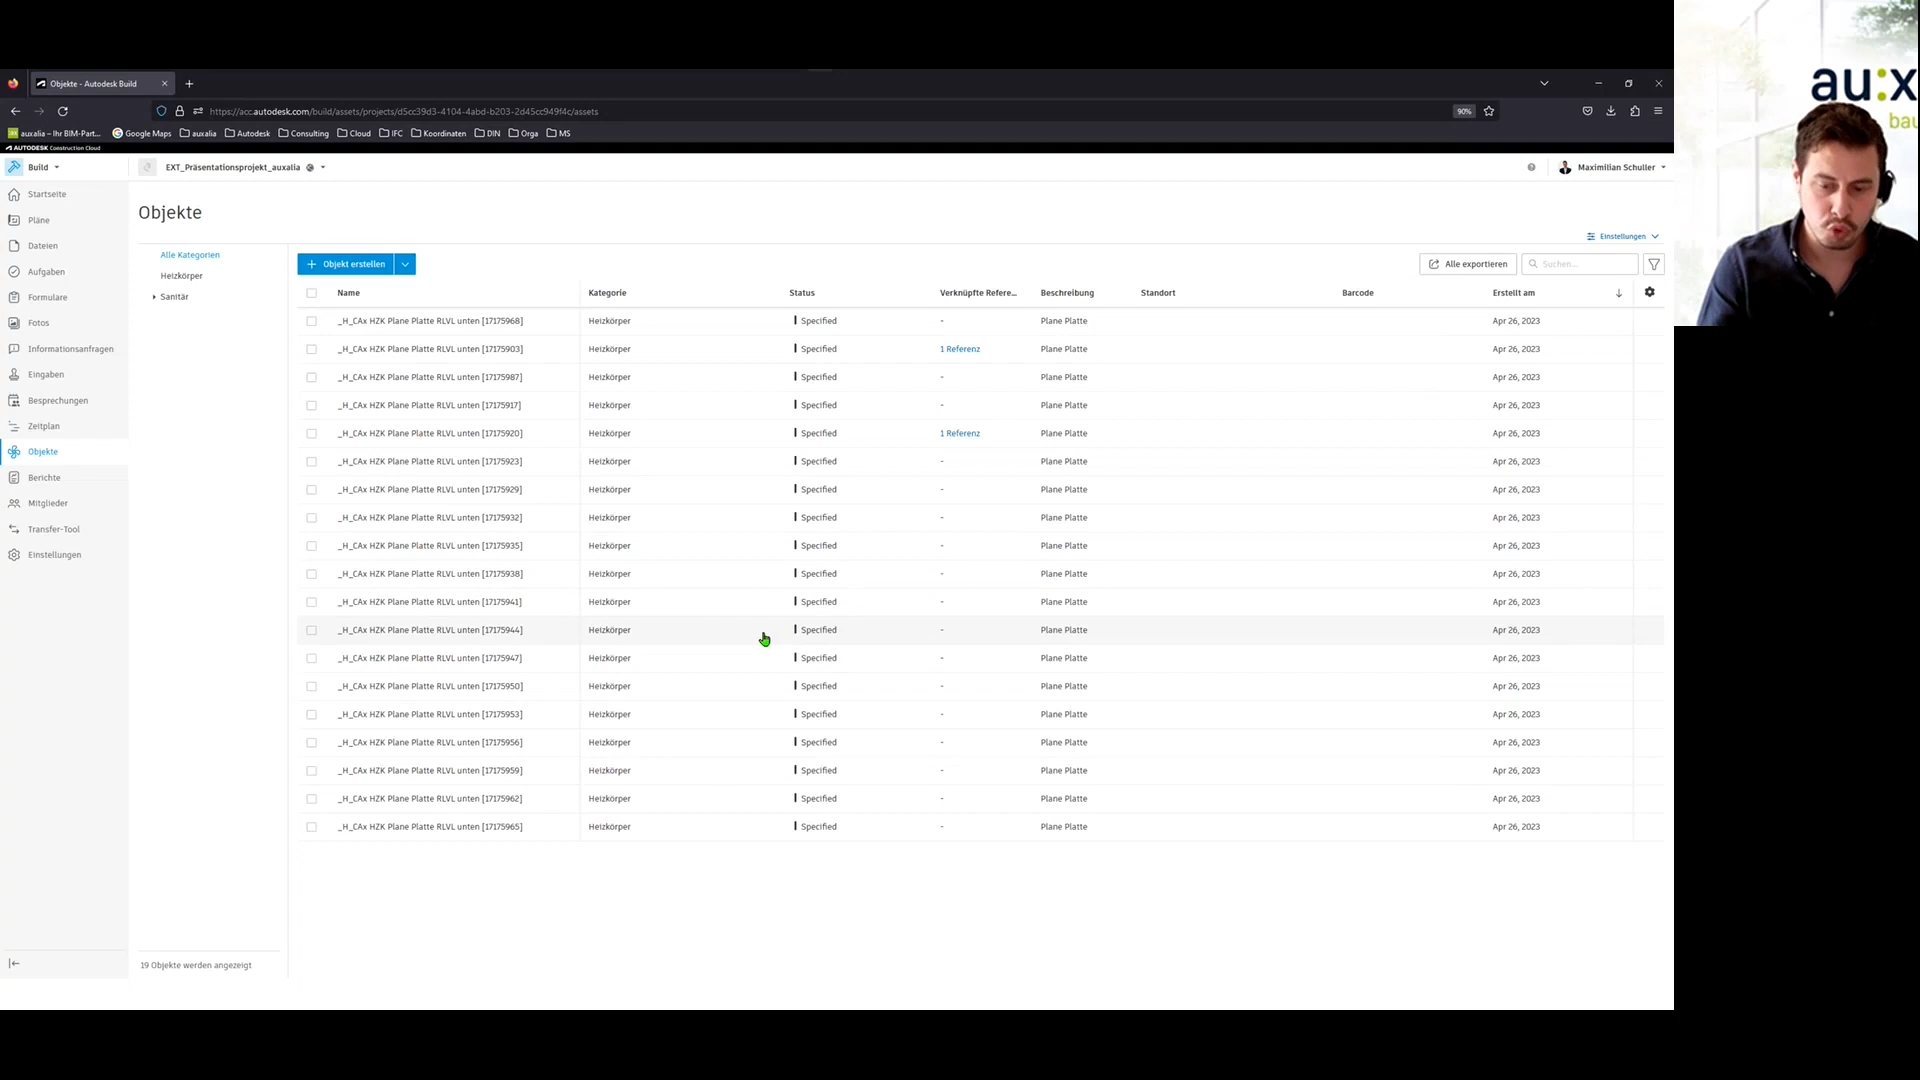 Objekte - Autodesk Build
https://acc.autodesk.com/build/assets/projects/d5cc39d3-4104-4abd-b203-2d45cc949f4c/assets
90%
auxalia – Ihr BIM-Part...
Google Maps
auxalia
Autodesk
Consulting
Cloud
IFC
Koordinaten
DIN
Orga
MS
AUTODESK Construction Cloud
Build
EXT_Präsentationsprojekt_auxalia
Maximilian Schuller
au:x
bau
Startseite
Pläne
Dateien
Aufgaben
Formulare
Fotos
Informationsanfragen
Eingaben
Besprechungen
Zeitplan
Objekte
Berichte
Mitglieder
Transfer-Tool
Einstellungen
Objekte
Einstellungen
Alle Kategorien
Heizkörper
Sanitär
19 Objekte werden angezeigt
Objekt erstellen
Alle exportieren
Suchen...
Name Kategorie Status Verknüpfte Refere... Beschreibung Standort Barcode Erstellt am
_H_CAx HZK Plane Platte RLVL unten [17175968] Heizkörper Specified - Plane Platte Apr 26, 2023
_H_CAx HZK Plane Platte RLVL unten [17175903] Heizkörper Specified 1 Referenz Plane Platte Apr 26, 2023
_H_CAx HZK Plane Platte RLVL unten [17175987] Heizkörper Specified - Plane Platte Apr 26, 2023
_H_CAx HZK Plane Platte RLVL unten [17175917] Heizkörper Specified - Plane Platte Apr 26, 2023
_H_CAx HZK Plane Platte RLVL unten [17175920] Heizkörper Specified 1 Referenz Plane Platte Apr 26, 2023
_H_CAx HZK Plane Platte RLVL unten [17175923] Heizkörper Specified - Plane Platte Apr 26, 2023
_H_CAx HZK Plane Platte RLVL unten [17175929] Heizkörper Specified - Plane Platte Apr 26, 2023
_H_CAx HZK Plane Platte RLVL unten [17175932] Heizkörper Specified - Plane Platte Apr 26, 2023
_H_CAx HZK Plane Platte RLVL unten [17175935] Heizkörper Specified - Plane Platte Apr 26, 2023
_H_CAx HZK Plane Platte RLVL unten [17175938] Heizkörper Specified - Plane Platte Apr 26, 2023
_H_CAx HZK Plane Platte RLVL unten [17175941] Heizkörper Specified - Plane Platte Apr 26, 2023
_H_CAx HZK Plane Platte RLVL unten [17175944] Heizkörper Specified - Plane Platte Apr 26, 2023
_H_CAx HZK Plane Platte RLVL unten [17175947] Heizkörper Specified - Plane Platte Apr 26, 2023
_H_CAx HZK Plane Platte RLVL unten [17175950] Heizkörper Specified - Plane Platte Apr 26, 2023
_H_CAx HZK Plane Platte RLVL unten [17175953] Heizkörper Specified - Plane Platte Apr 26, 2023
_H_CAx HZK Plane Platte RLVL unten [17175956] Heizkörper Specified - Plane Platte Apr 26, 2023
_H_CAx HZK Plane Platte RLVL unten [17175959] Heizkörper Specified - Plane Platte Apr 26, 2023
_H_CAx HZK Plane Platte RLVL unten [17175962] Heizkörper Specified - Plane Platte Apr 26, 2023
_H_CAx HZK Plane Platte RLVL unten [17175965] Heizkörper Specified - Plane Platte Apr 26, 2023